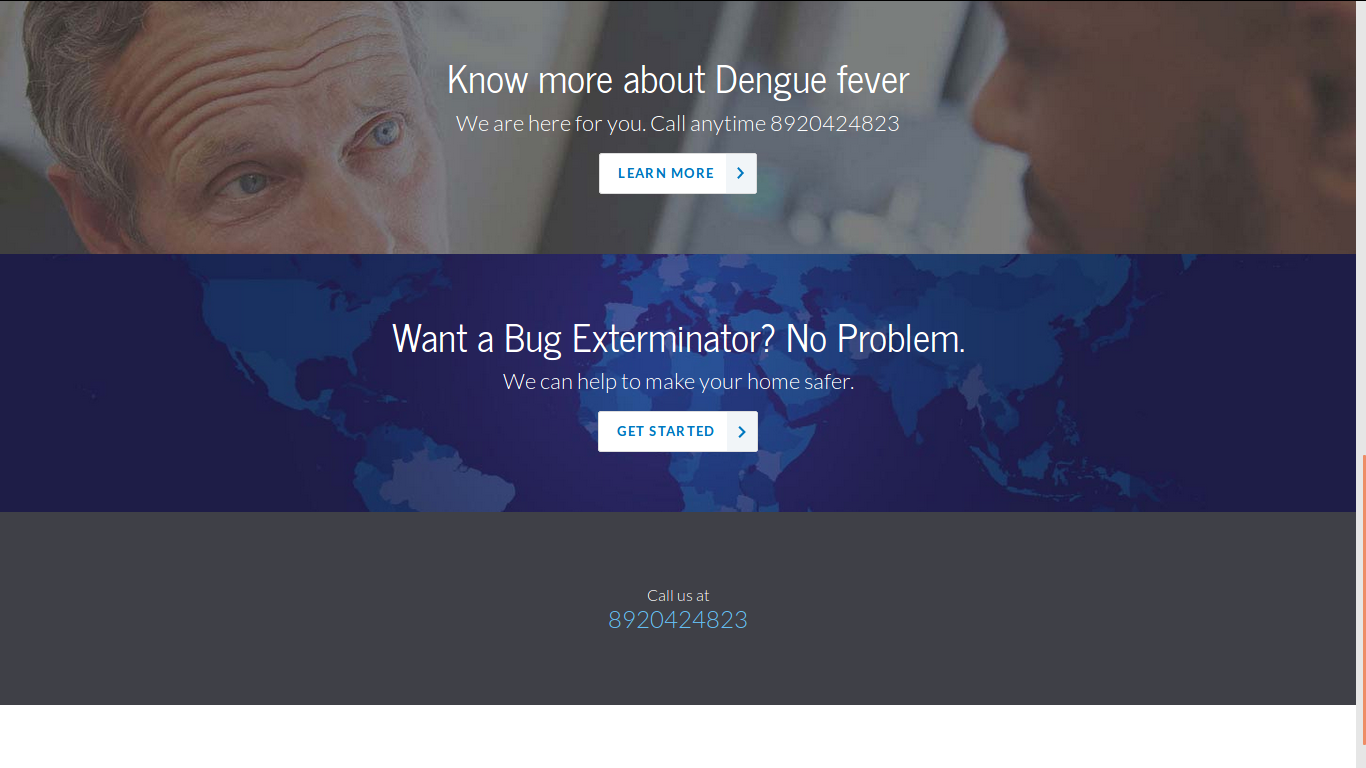 Know more about Dengue fever
We are here for you. Call anytime 8920424823
LEARN MORE
Want a Bug Exterminator? No Problem.
We can help to make your home safer.
GET STARTED
Call us at
8920424823